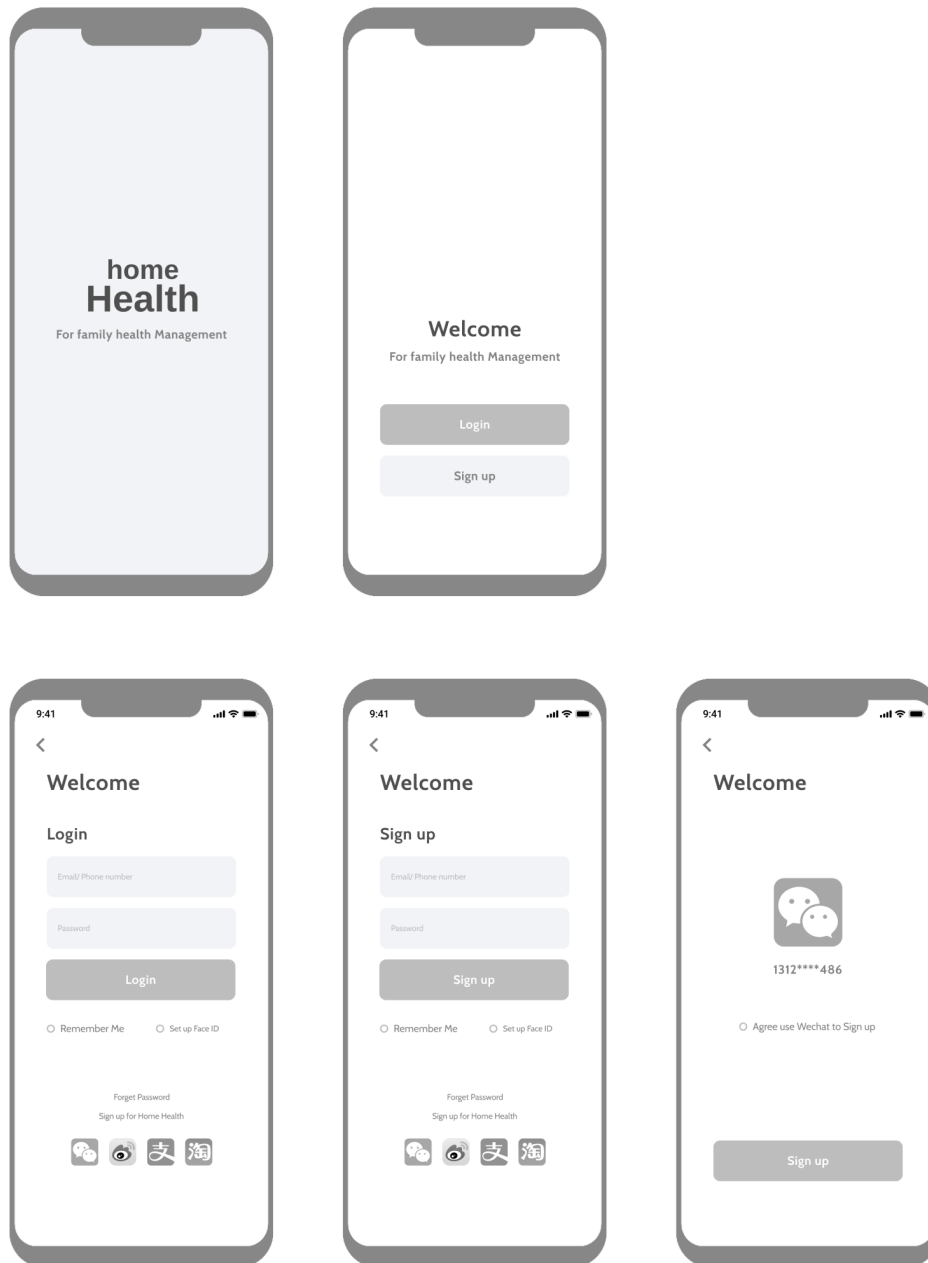 home
Health
For family health Management
Welcome
For family health Management
Login
Sign up
9:41
Welcome
Login
Email/ Phone number
Password
Login
Remember Me
Set up Face ID
Forget Password
Sign up for Home Health
支
淘
9:41
Welcome
Sign up
Email/ Phone number
Password
Sign up
Remember Me
Set up Face ID
Forget Password
Sign up for Home Health
支
淘
9:41
Welcome
1312****486
Agree use Wechat to Sign up
Sign up